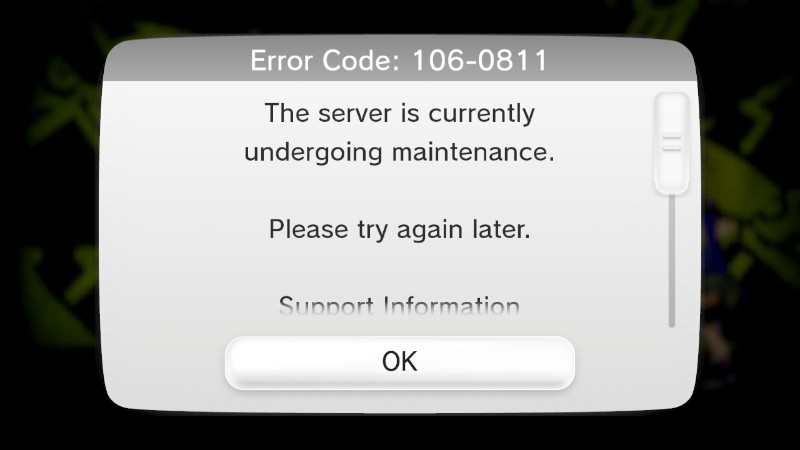 Error Code: 106-0811
The server is currently
undergoing maintenance.
Please try again later.
Support Information
OK